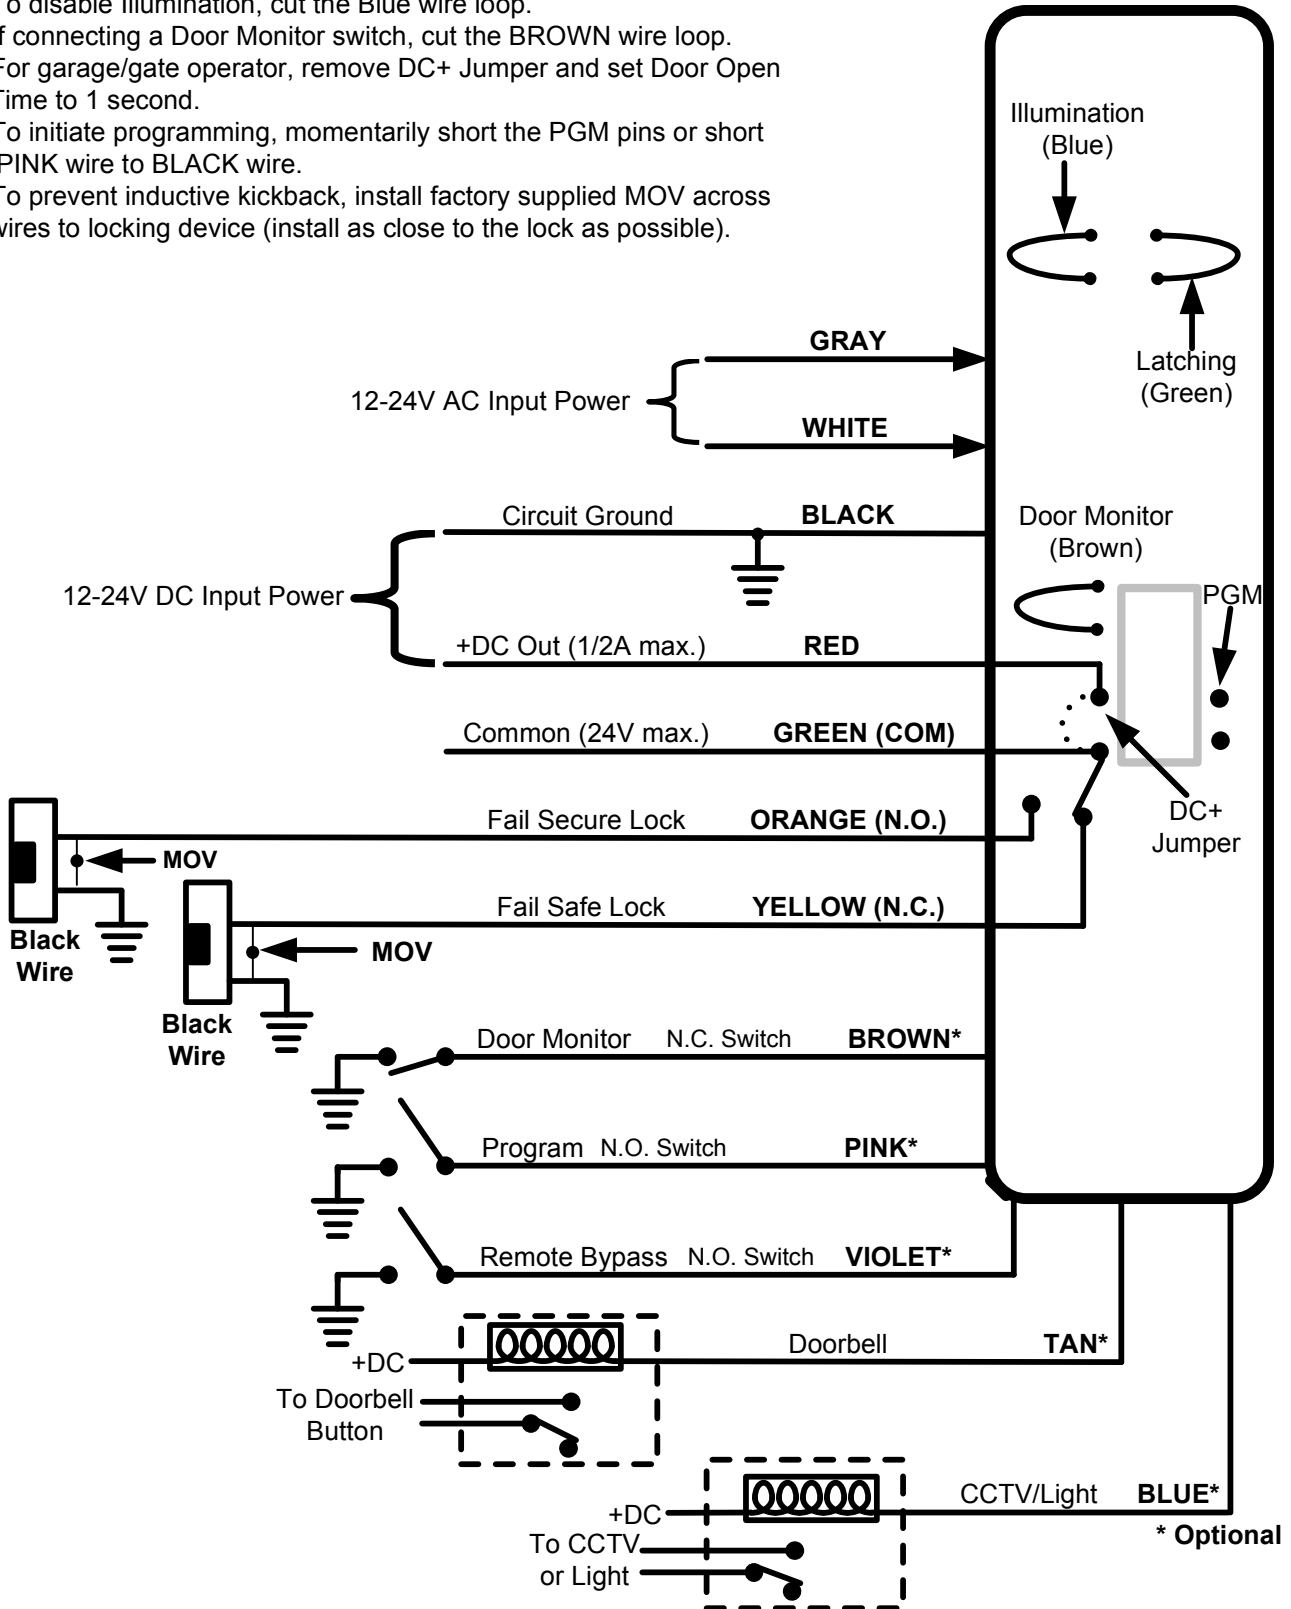 To disable Illumination, cut the Blue wire loop.
If connecting a Door Monitor switch, cut the BROWN wire loop.
For garage/gate operator, remove DC+ Jumper and set Door Open
Time to 1 second.
To initiate programming, momentarily short the PGM pins or short
PINK wire to BLACK wire.
To prevent inductive kickback, install factory supplied MOV across
wires to locking device (install as close to the lock as possible).
Illumination
(Blue)
Latching
(Green)
GRAY
12-24V AC Input Power
WHITE
Circuit Ground BLACK
Door Monitor
(Brown)
PGM
12-24V DC Input Power
+DC Out (1/2A max.) RED
Common (24V max.) GREEN (COM)
DC+
Jumper
Fail Secure Lock ORANGE (N.O.)
MOV
Black
Wire
Fail Safe Lock YELLOW (N.C.)
MOV
Black
Wire
Door Monitor N.C. Switch BROWN*
Program N.O. Switch PINK*
Remote Bypass N.O. Switch VIOLET*
+DC
Doorbell TAN*
To Doorbell
Button
+DC
CCTV/Light BLUE*
To CCTV
or Light
* Optional